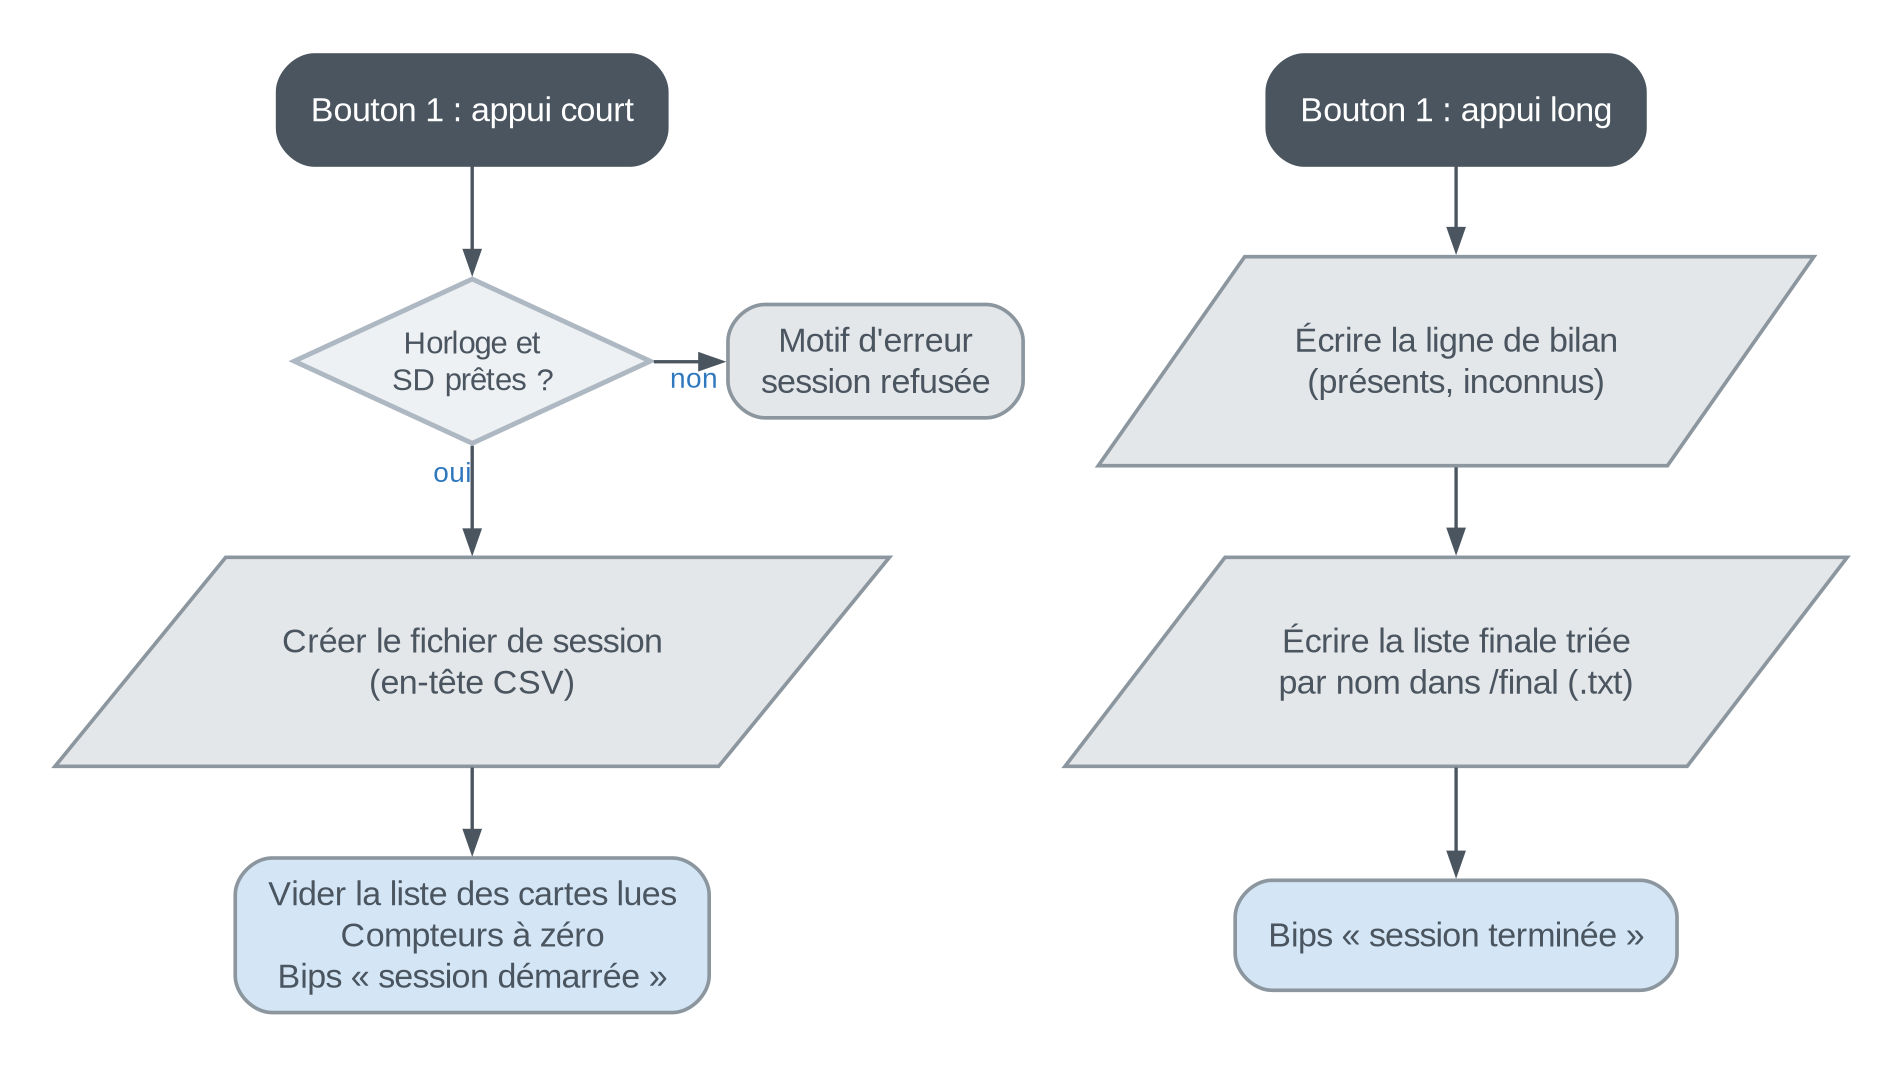 Bouton 1 : appui court
Horloge et
SD prêtes ?
non
Motif d'erreur
session refusée
oui
Créer le fichier de session
(en-tête CSV)
Vider la liste des cartes lues
Compteurs à zéro
Bips « session démarrée »
Bouton 1 : appui long
Écrire la ligne de bilan
(présents, inconnus)
Écrire la liste finale triée
par nom dans /final (.txt)
Bips « session terminée »